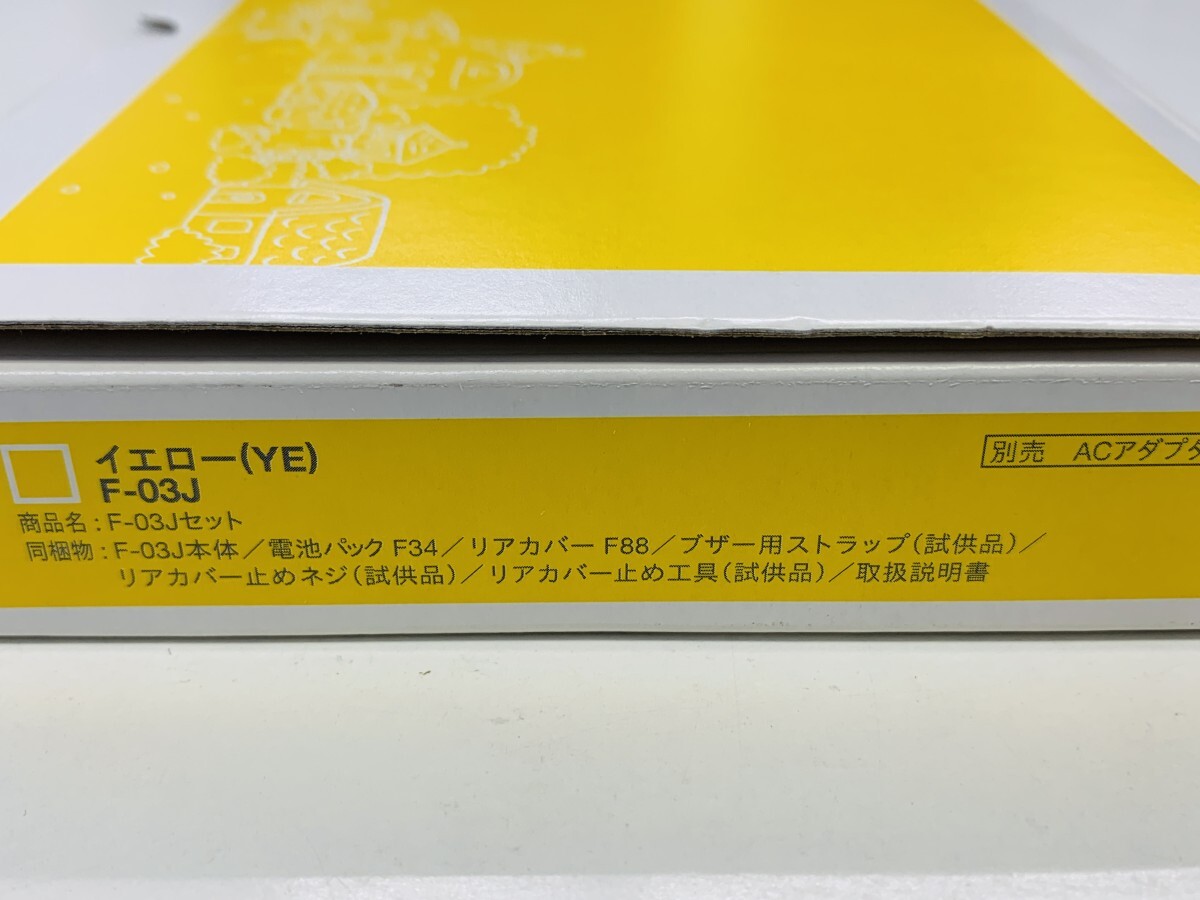 イエロー(YE)
F-03J
別売 ACアダプタ
商品名：F-03Jセット
同梱物：F-03J本体／電池パック F34／リアカバー F88／ブザー用ストラップ(試供品)／
リアカバー止めネジ(試供品)／リアカバー止め工具(試供品)／取扱説明書